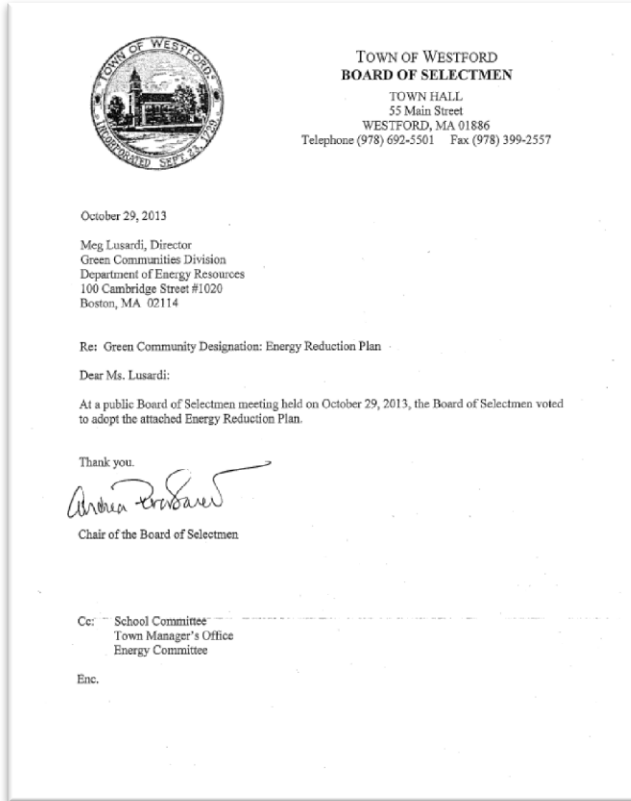 TOWN OF WESTFORD
INCORPORATED SEPT. 23, 1729
TOWN OF WESTFORD
BOARD OF SELECTMEN
TOWN HALL
55 Main Street
WESTFORD, MA 01886
Telephone (978) 692-5501 Fax (978) 399-2557
October 29, 2013
Meg Lusardi, Director
Green Communities Division
Department of Energy Resources
100 Cambridge Street #1020
Boston, MA 02114
Re: Green Community Designation: Energy Reduction Plan
Dear Ms. Lusardi:
At a public Board of Selectmen meeting held on October 29, 2013, the Board of Selectmen voted
to adopt the attached Energy Reduction Plan.
Thank you.
Andrea
Chair of the Board of Selectmen
Cc: School Committee
Town Manager's Office
Energy Committee
Enc.